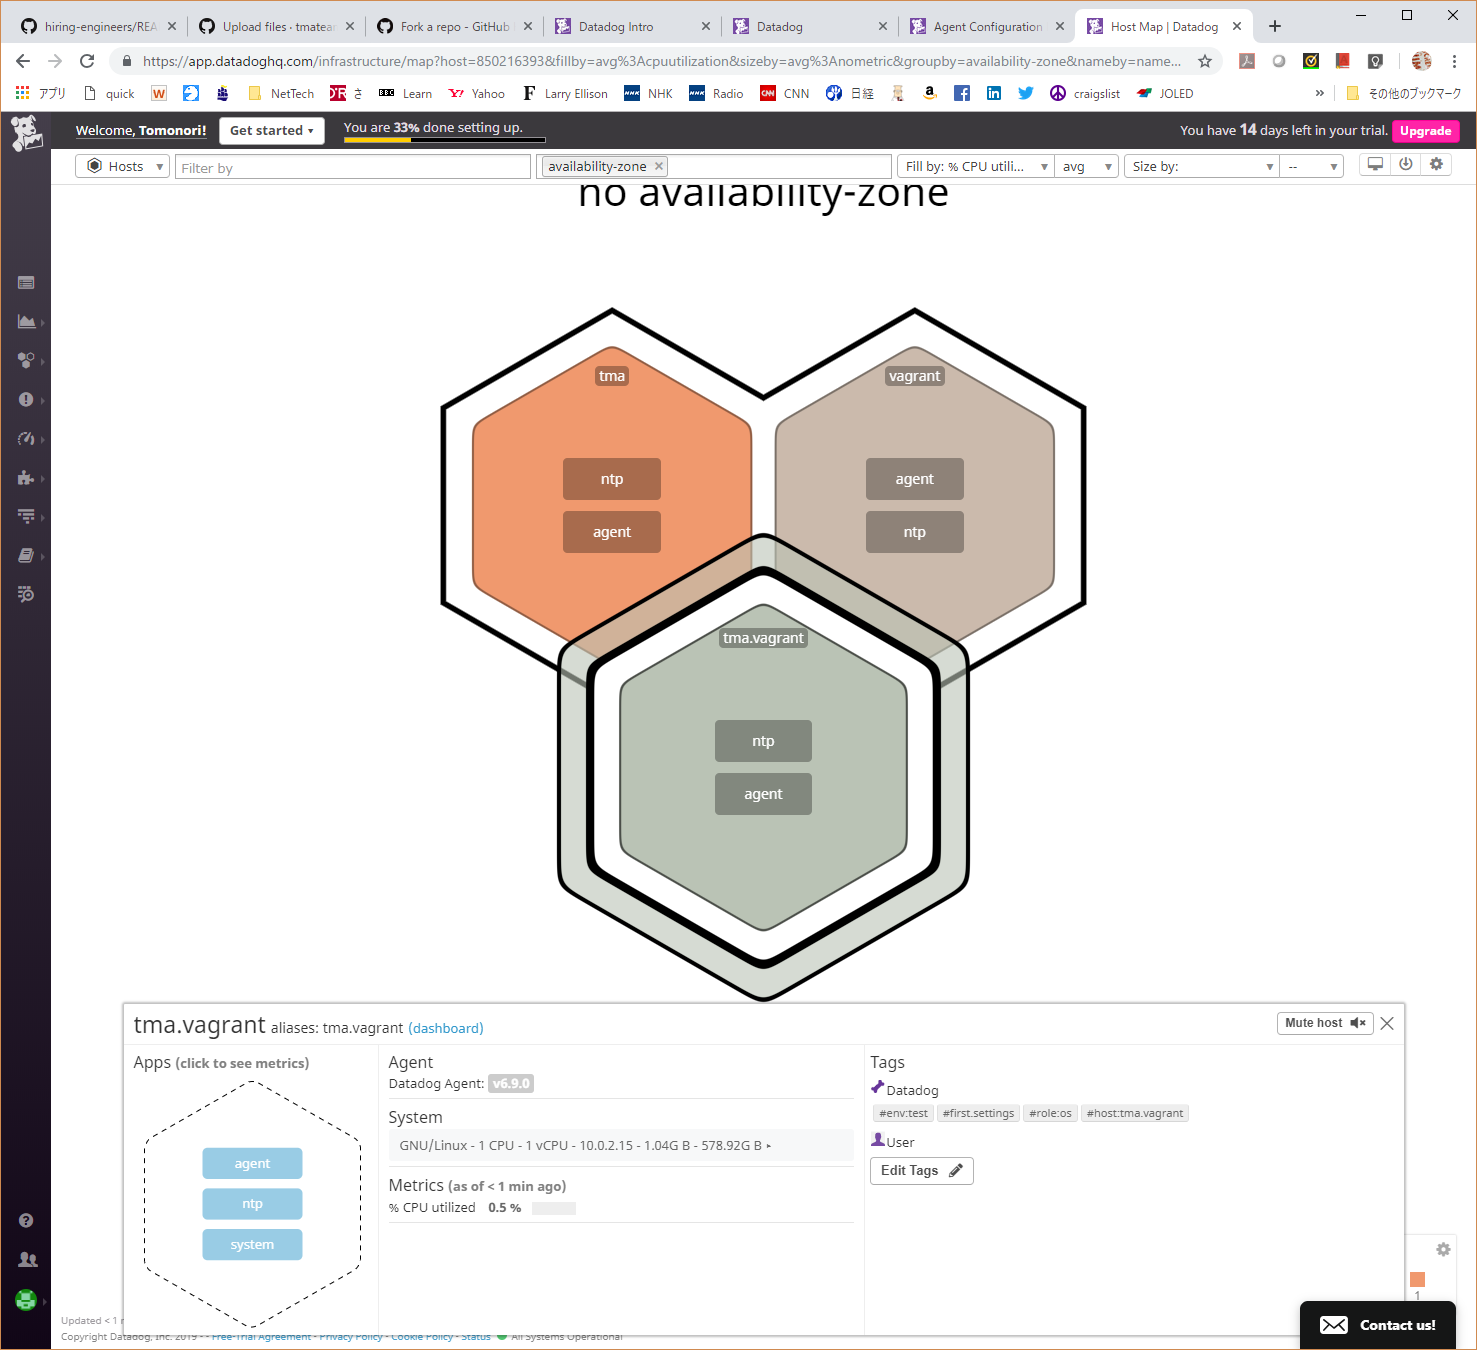 hiring-engineers/REA
Upload files · tmatear
Fork a repo - GitHub
Datadog Intro
Datadog
Agent Configuration
Host Map | Datadog
https://app.datadoghq.com/infrastructure/map?host=850216393&fillby=avg%3Acpuutilization&sizeby=avg%3Anometric&groupby=availability-zone&nameby=name...
アプリ quick NetTech さ Learn Yahoo Larry Ellison NHK Radio CNN 日経 craigslist JOLED » その他のブックマーク
Welcome, Tomonori!
Get started
You are 33% done setting up.
You have 14 days left in your trial.
Upgrade
Hosts
Filter by
availability-zone
Fill by: % CPU utili...
avg
Size by:
--
no availability-zone
tma
ntp
agent
vagrant
agent
ntp
tma.vagrant
ntp
agent
tma.vagrant aliases: tma.vagrant (dashboard)
Mute host
Apps (click to see metrics)
agent
ntp
system
Agent
Datadog Agent: v6.9.0
System
GNU/Linux - 1 CPU - 1 vCPU - 10.0.2.15 - 1.04G B - 578.92G B
Metrics (as of < 1 min ago)
% CPU utilized 0.5 %
Tags
Datadog
#env:test #first.settings #role:os #host:tma.vagrant
User
Edit Tags
1
Updated < 1
Copyright Datadog, Inc. 2019 - - Free-Trial Agreement - Privacy Policy - Cookie Policy - Status All Systems Operational
Contact us!